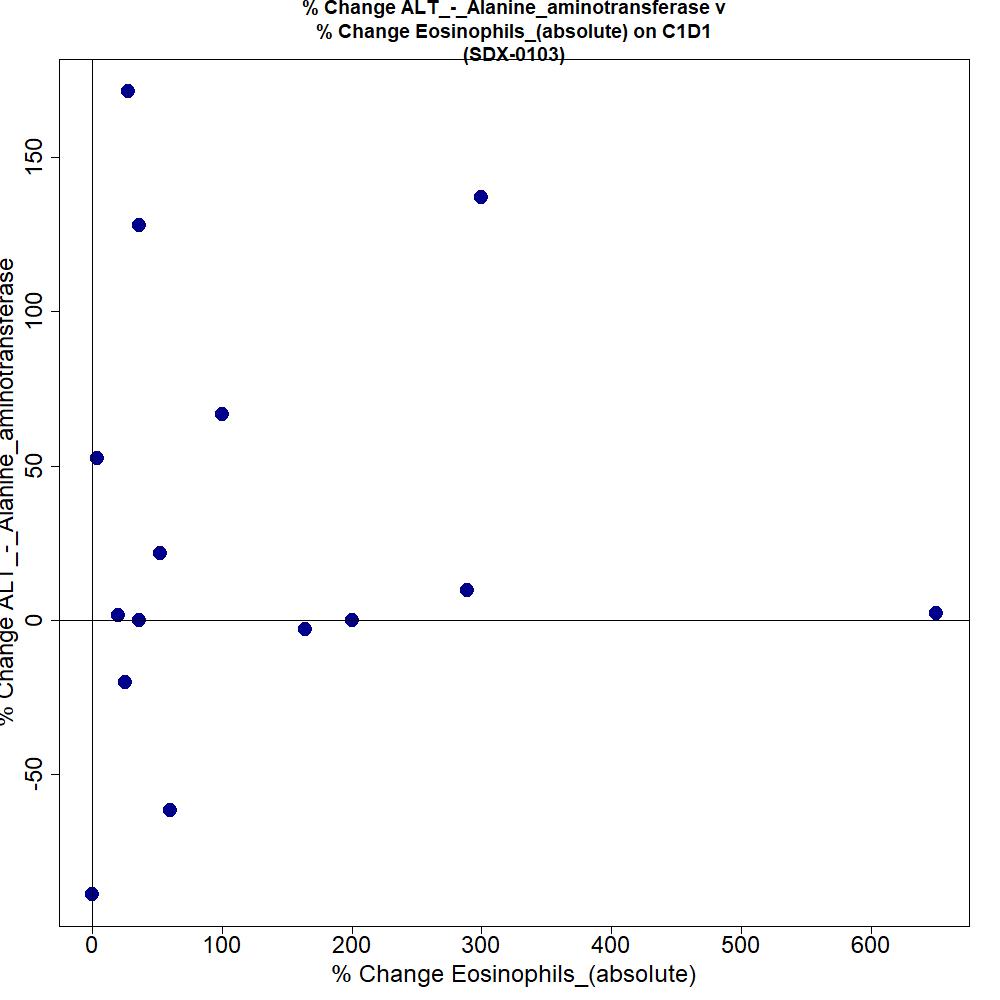 % Change ALT_-_Alanine_aminotransferase v
% Change Eosinophils_(absolute) on C1D1
(SDX-0103)
% Change ALT_-_Alanine_aminotransferase
150
100
50
0
-50
0 100 200 300 400 500 600
% Change Eosinophils_(absolute)